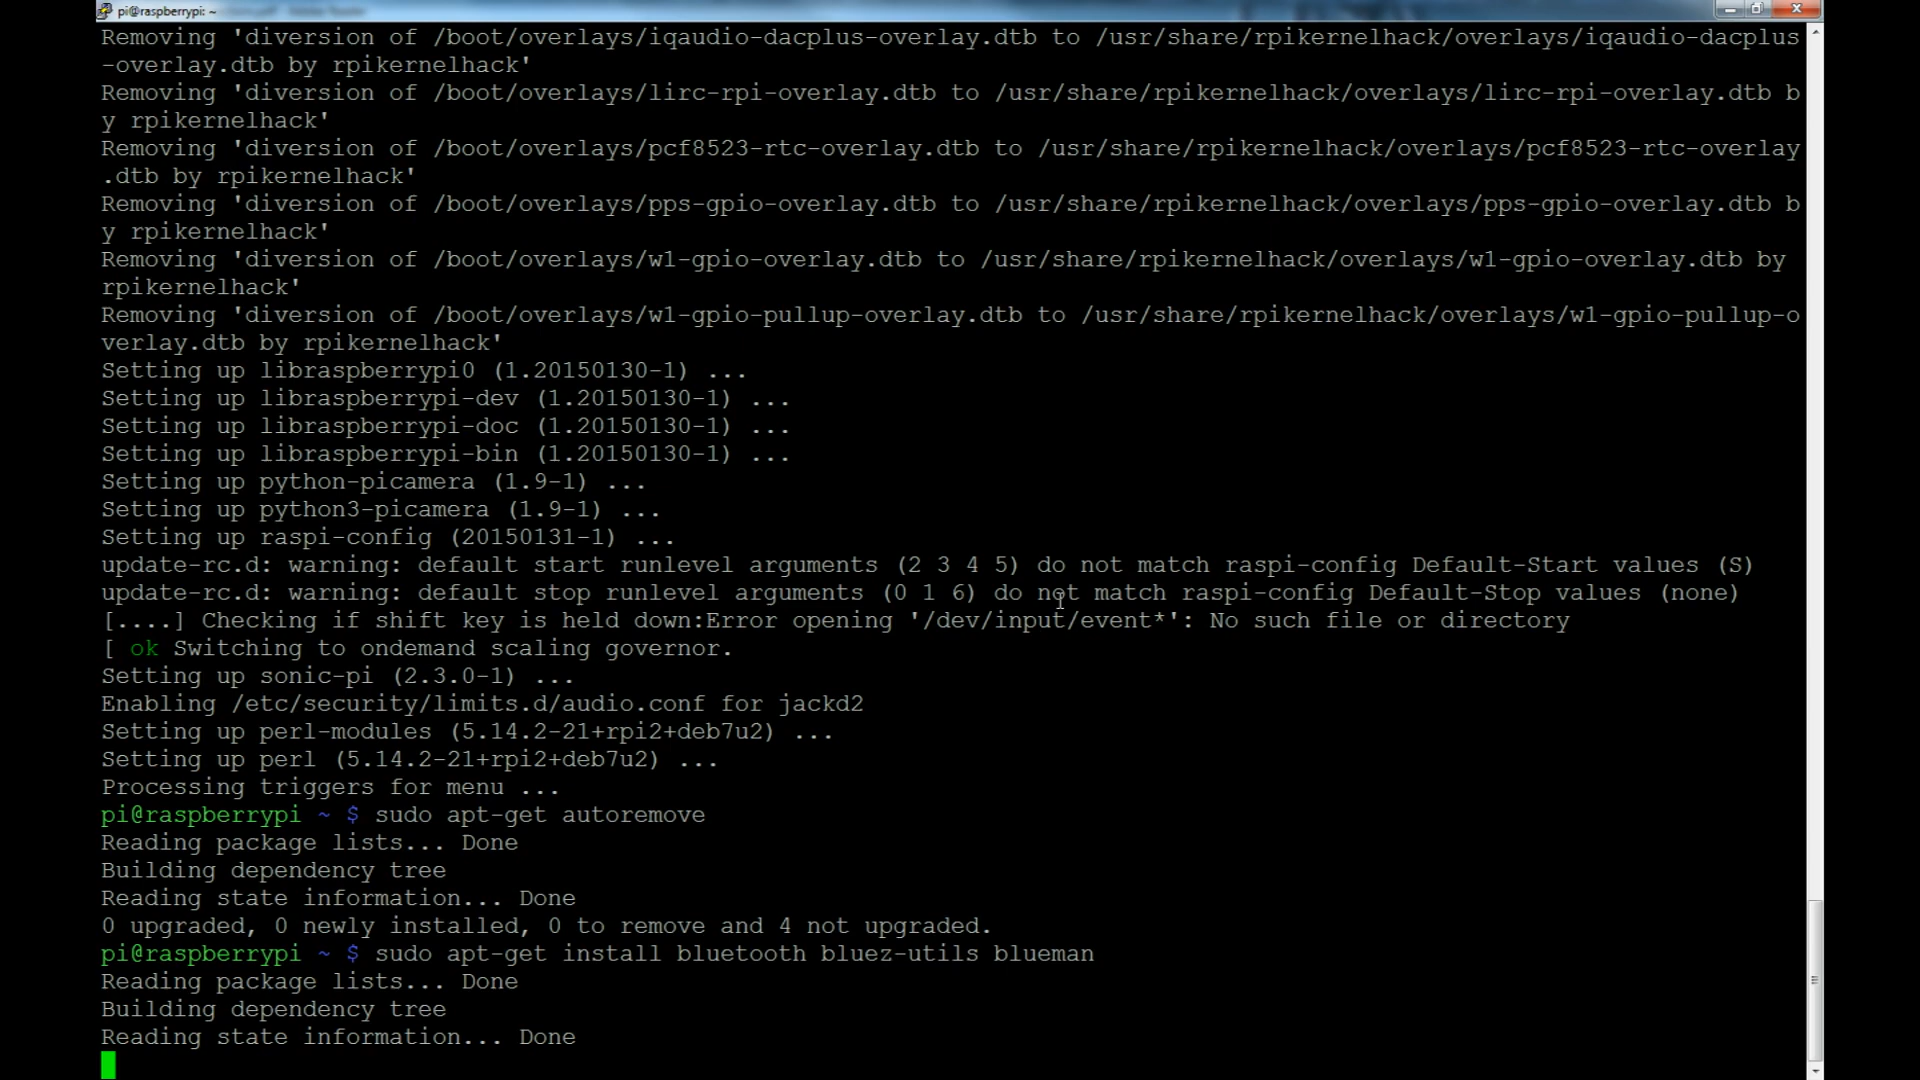 pi@raspberrypi: ~
Removing 'diversion of /boot/overlays/iqaudio-dacplus-overlay.dtb to /usr/share/rpikernelhack/overlays/iqaudio-dacplus
-overlay.dtb by rpikernelhack'
Removing 'diversion of /boot/overlays/lirc-rpi-overlay.dtb to /usr/share/rpikernelhack/overlays/lirc-rpi-overlay.dtb b
y rpikernelhack'
Removing 'diversion of /boot/overlays/pcf8523-rtc-overlay.dtb to /usr/share/rpikernelhack/overlays/pcf8523-rtc-overlay
.dtb by rpikernelhack'
Removing 'diversion of /boot/overlays/pps-gpio-overlay.dtb to /usr/share/rpikernelhack/overlays/pps-gpio-overlay.dtb b
y rpikernelhack'
Removing 'diversion of /boot/overlays/w1-gpio-overlay.dtb to /usr/share/rpikernelhack/overlays/w1-gpio-overlay.dtb by
rpikernelhack'
Removing 'diversion of /boot/overlays/w1-gpio-pullup-overlay.dtb to /usr/share/rpikernelhack/overlays/w1-gpio-pullup-o
verlay.dtb by rpikernelhack'
Setting up libraspberrypi0 (1.20150130-1) ...
Setting up libraspberrypi-dev (1.20150130-1) ...
Setting up libraspberrypi-doc (1.20150130-1) ...
Setting up libraspberrypi-bin (1.20150130-1) ...
Setting up python-picamera (1.9-1) ...
Setting up python3-picamera (1.9-1) ...
Setting up raspi-config (20150131-1) ...
update-rc.d: warning: default start runlevel arguments (2 3 4 5) do not match raspi-config Default-Start values (S)
update-rc.d: warning: default stop runlevel arguments (0 1 6) do not match raspi-config Default-Stop values (none)
[....] Checking if shift key is held down:Error opening '/dev/input/event*': No such file or directory
[ ok Switching to ondemand scaling governor.
Setting up sonic-pi (2.3.0-1) ...
Enabling /etc/security/limits.d/audio.conf for jackd2
Setting up perl-modules (5.14.2-21+rpi2+deb7u2) ...
Setting up perl (5.14.2-21+rpi2+deb7u2) ...
Processing triggers for menu ...
pi@raspberrypi ~ $ sudo apt-get autoremove
Reading package lists... Done
Building dependency tree
Reading state information... Done
0 upgraded, 0 newly installed, 0 to remove and 4 not upgraded.
pi@raspberrypi ~ $ sudo apt-get install bluetooth bluez-utils blueman
Reading package lists... Done
Building dependency tree
Reading state information... Done